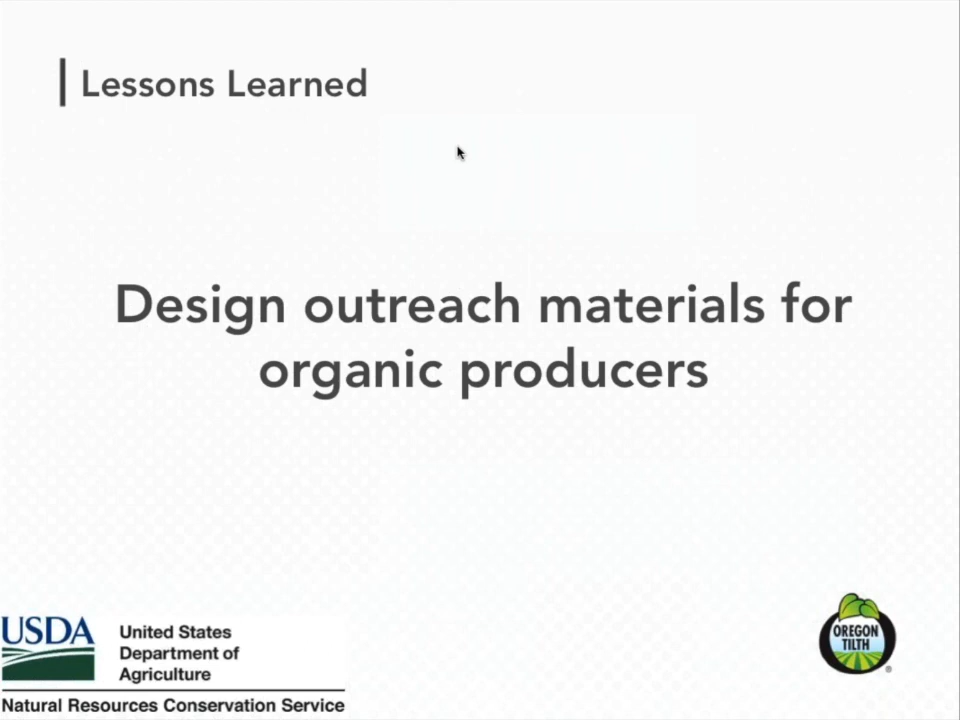 Lessons Learned
Design outreach materials for
organic producers
USDA
United States
Department of
Agriculture
Natural Resources Conservation Service
OREGON
TILTH
®